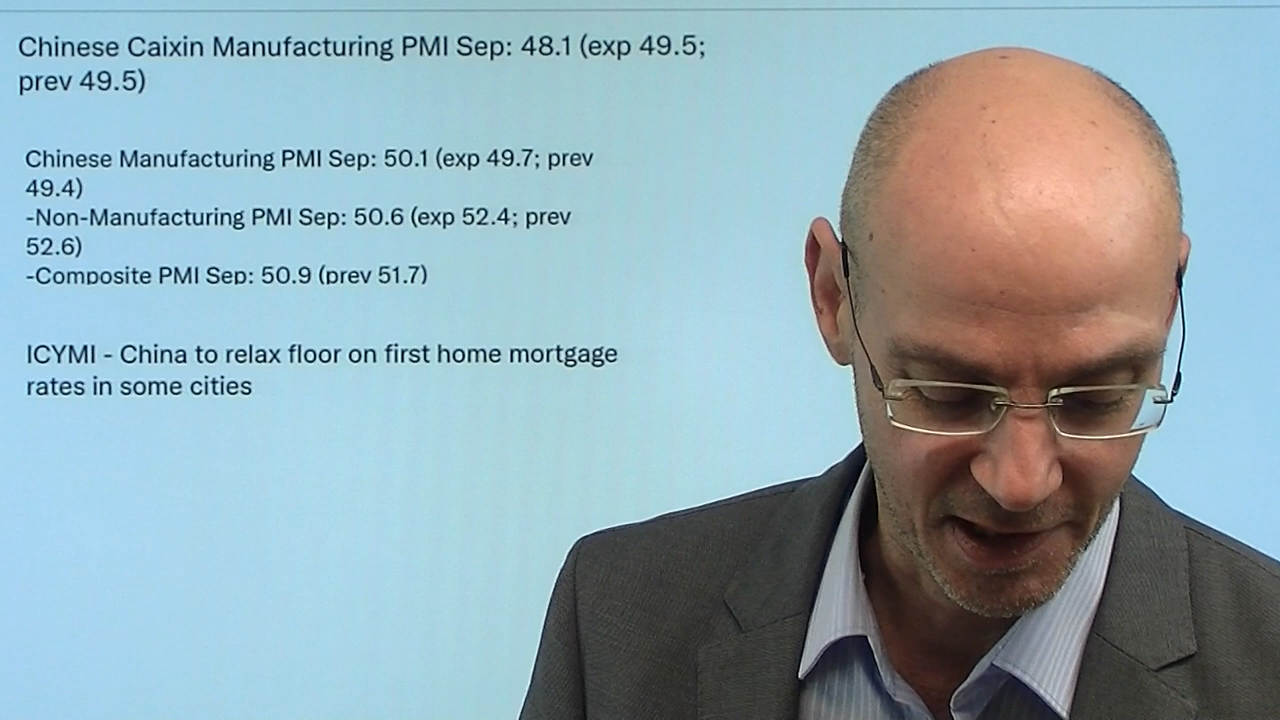 Chinese Caixin Manufacturing PMI Sep: 48.1 (exp 49.5;
prev 49.5)
Chinese Manufacturing PMI Sep: 50.1 (exp 49.7; prev
49.4)
-Non-Manufacturing PMI Sep: 50.6 (exp 52.4; prev
52.6)
-Composite PMI Sep: 50.9 (prev 51.7)
ICYMI - China to relax floor on first home mortgage
rates in some cities